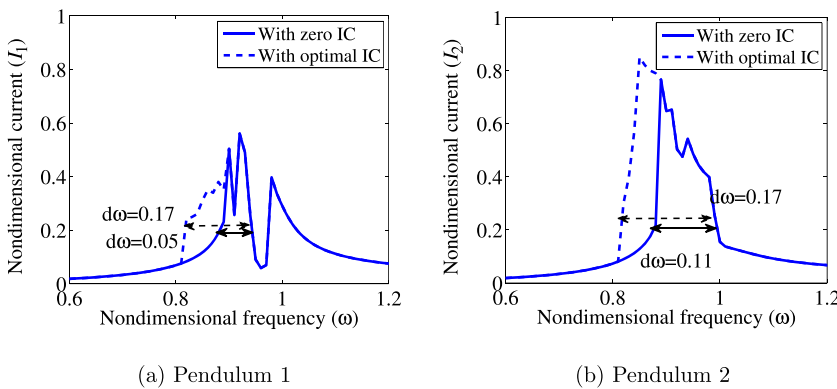 Nondimensional current (I₁)
1
0.8
0.6
0.4
0.2
0
0.6
0.8
1
1.2
With zero IC
With optimal IC
dω=0.17
dω=0.05
Nondimensional frequency (ω)
(a) Pendulum 1
Nondimensional current (I₂)
1
0.8
0.6
0.4
0.2
0
0.6
0.8
1
1.2
With zero IC
With optimal IC
dω=0.17
dω=0.11
Nondimensional frequency (ω)
(b) Pendulum 2